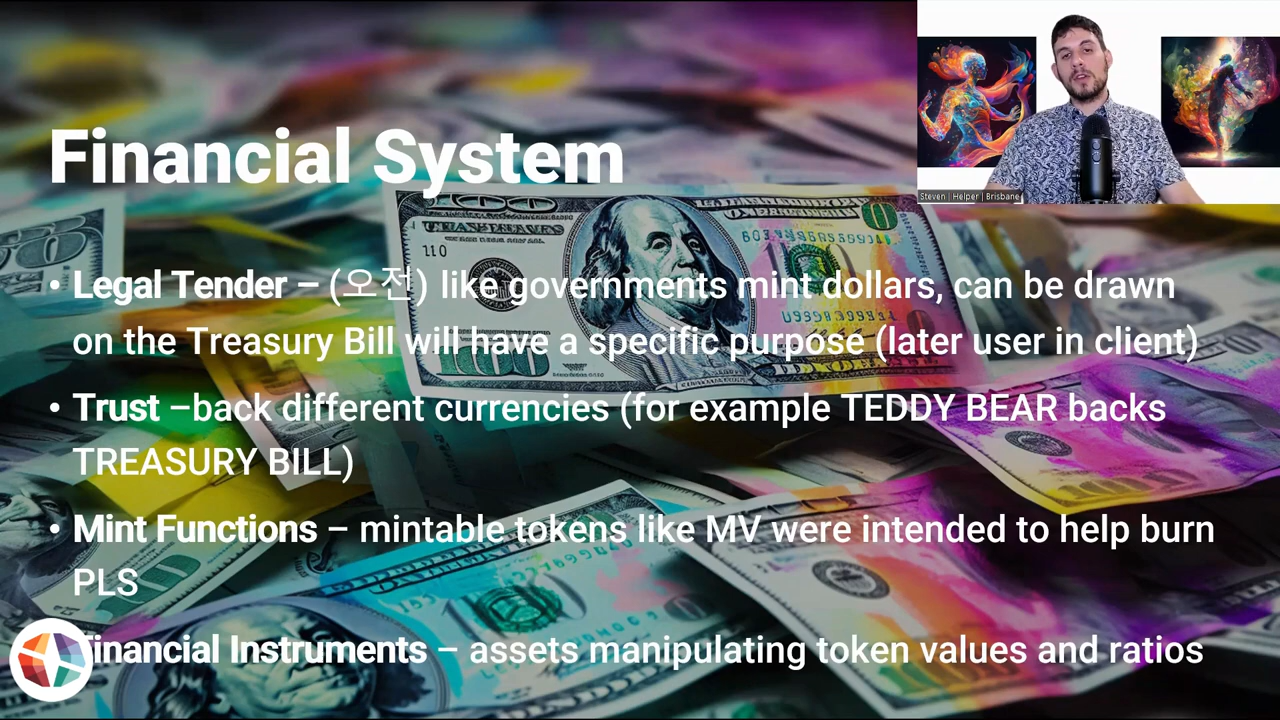 Steven | Helper | Brisbane
Financial System
• Legal Tender – (오전) like governments mint dollars, can be drawn
on the Treasury Bill will have a specific purpose (later user in client)
• Trust –back different currencies (for example TEDDY BEAR backs
TREASURY BILL)
• Mint Functions – mintable tokens like MV were intended to help burn
PLS
Financial Instruments – assets manipulating token values and ratios
110
100
100